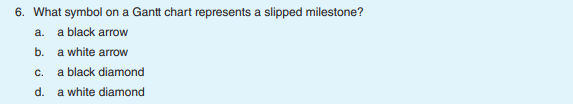 6. What symbol on a Gantt chart represents a slipped milestone?
a. a black arrow
b. a white arrow
c. a black diamond
d. a white diamond